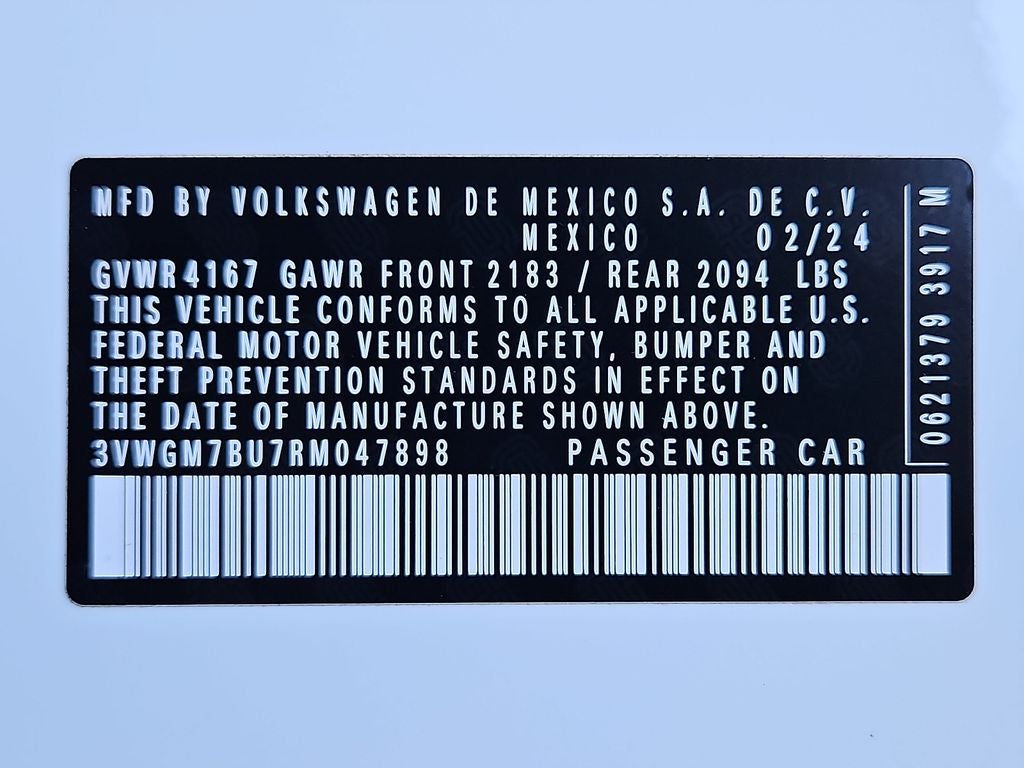 MFD BY VOLKSWAGEN DE MEXICO S.A. DE C.V.
MEXICO 02/24
GVWR4167 GAWR FRONT 2183 / REAR 2094 LBS
THIS VEHICLE CONFORMS TO ALL APPLICABLE U.S.
FEDERAL MOTOR VEHICLE SAFETY, BUMPER AND
THEFT PREVENTION STANDARDS IN EFFECT ON
THE DATE OF MANUFACTURE SHOWN ABOVE.
3VWGM7BU7RM047898 PASSENGER CAR
0621379 3917 M